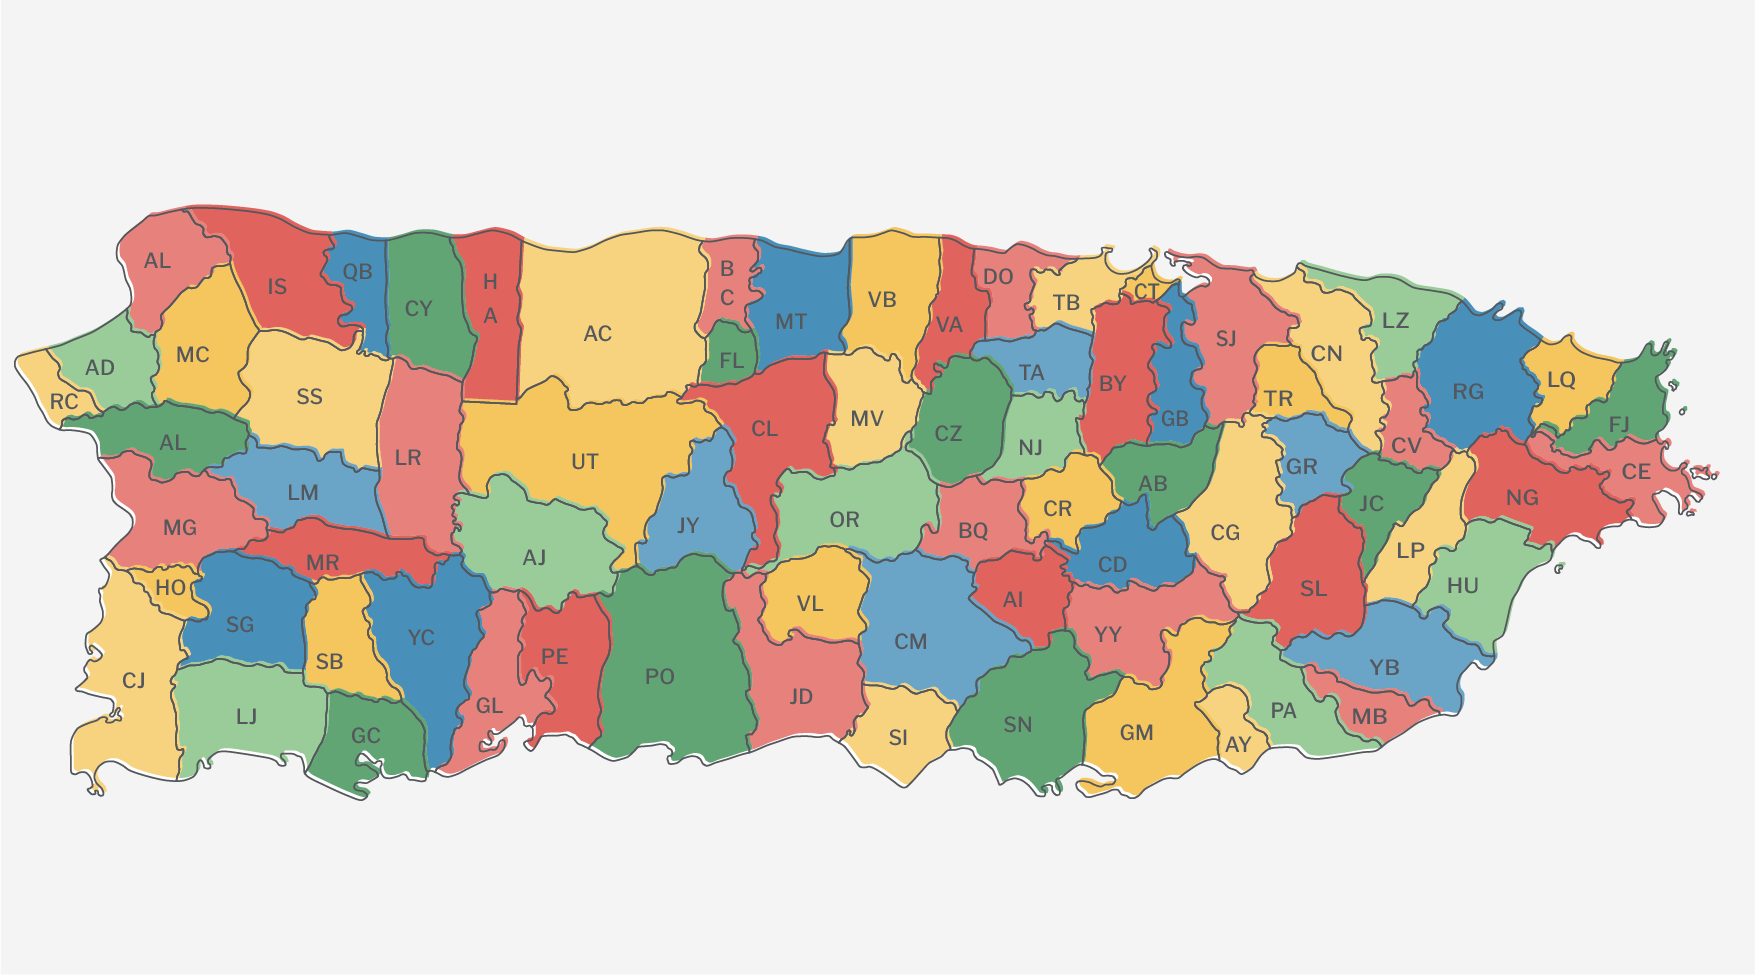 AL
IS
QB
CY
H
A
AC
B
C
MT
VB
VA
DO
TB
CT
SJ
CN
LZ
RG
LQ
FJ
CE
AD
MC
RC
SS
FL
TA
BY
GB
TR
CV
AL
LM
LR
UT
CL
MV
CZ
NJ
AB
GR
JC
NG
MG
MR
AJ
JY
OR
BQ
CR
CD
CG
SL
LP
HU
HO
SG
SB
YC
PE
PO
VL
CM
AI
YY
YB
CJ
LJ
GC
GL
JD
SI
SN
GM
AY
PA
MB